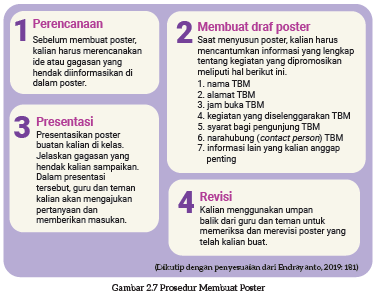 1 Perencanaan
Sebelum membuat poster,
kalian harus merencanakan
ide atau gagasan yang
hendak diinformasikan di
dalam poster.
2 Membuat draf poster
Saat menyusun poster, kalian harus
mencantumkan informasi yang lengkap
tentang kegiatan yang dipromosikan
meliputi hal berikut ini.
1. nama TBM
2. alamat TBM
3. jam buka TBM
4. kegiatan yang diselenggarakan TBM
5. syarat bagi pengunjung TBM
6. narahubung (contact person) TBM
7. informasi lain yang kalian anggap
penting
3 Presentasi
Presentasikan poster
buatan kalian di kelas.
Jelaskan gagasan yang
hendak kalian sampaikan.
Dalam presentasi
tersebut, guru dan teman
kalian akan mengajukan
pertanyaan dan
memberikan masukan.
4 Revisi
Kalian menggunakan umpan
balik dari guru dan teman untuk
memeriksa dan merevisi poster yang
telah kalian buat.
(Dikutip dengan penyesuaian dari Endrayanto, 2019: 181)
Gambar 2.7 Prosedur Membuat Poster